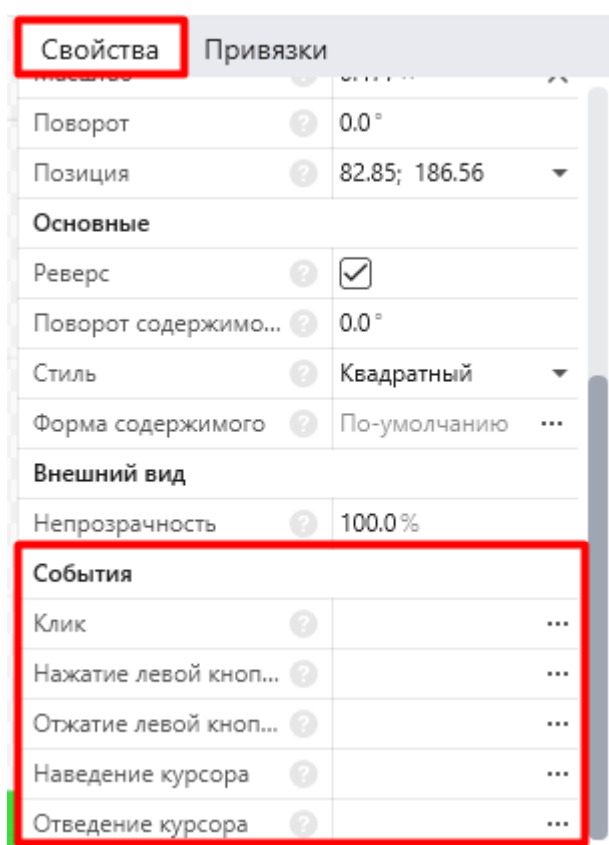 Свойства Привязки
Поворот 0.0°
Позиция 82.85; 186.56
Основные
Реверс
Поворот содержимо... 0.0°
Стиль Квадратный
Форма содержимого По-умолчанию ...
Внешний вид
Непрозрачность 100.0%
События
Клик ...
Нажатие левой кноп... ...
Отжатие левой кноп... ...
Наведение курсора ...
Отведение курсора ...